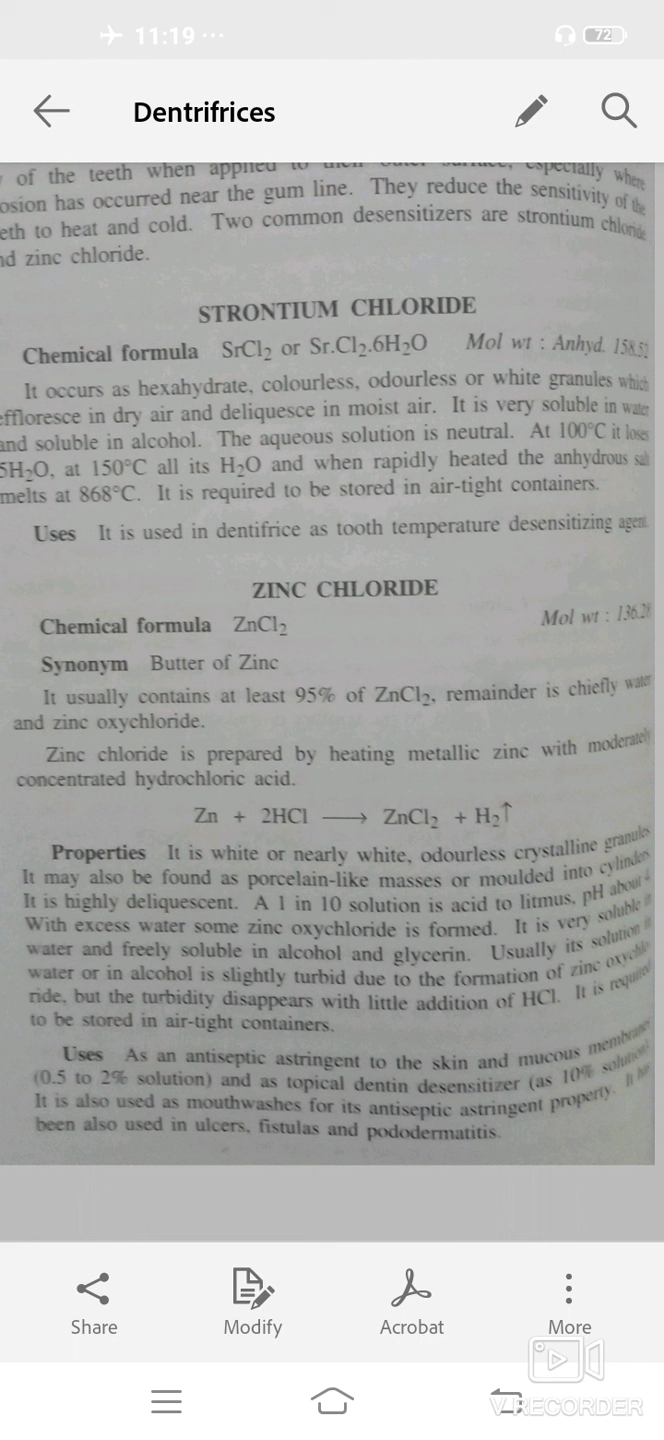 11:19 ...
72
Dentrifrices
of the teeth when applied to outer surface, especially where
osion has occurred near the gum line. They reduce the sensitivity of the
eth to heat and cold. Two common desensitizers are strontium chloride
nd zinc chloride.
STRONTIUM CHLORIDE
Chemical formula SrCl2 or Sr.Cl2.6H2O Mol wt : Anhyd. 158.52
It occurs as hexahydrate, colourless, odourless or white granules which
effloresce in dry air and deliquesce in moist air. It is very soluble in water
and soluble in alcohol. The aqueous solution is neutral. At 100°C it loses
5H2O, at 150°C all its H2O and when rapidly heated the anhydrous salt
melts at 868°C. It is required to be stored in air-tight containers.
Uses It is used in dentifrice as tooth temperature desensitizing agent.
ZINC CHLORIDE
Chemical formula ZnCl2 Mol wt : 136.28
Synonym Butter of Zinc
It usually contains at least 95% of ZnCl2, remainder is chiefly water
and zinc oxychloride.
Zinc chloride is prepared by heating metallic zinc with moderately
concentrated hydrochloric acid.
Zn + 2HCl ⟶ ZnCl2 + H2↑
Properties It is white or nearly white, odourless crystalline granules
It may also be found as porcelain-like masses or moulded into cylinders
It is highly deliquescent. A 1 in 10 solution is acid to litmus, pH about 4
With excess water some zinc oxychloride is formed. It is very soluble in
water and freely soluble in alcohol and glycerin. Usually its solution in
water or in alcohol is slightly turbid due to the formation of zinc oxychlo-
ride, but the turbidity disappears with little addition of HCl. It is required
to be stored in air-tight containers.
Uses As an antiseptic astringent to the skin and mucous membranes
(0.5 to 2% solution) and as topical dentin desensitizer (as 10% solution).
It is also used as mouthwashes for its antiseptic astringent property. It has
been also used in ulcers, fistulas and pododermatitis.
Share
Modify
Acrobat
More
V RECORDER